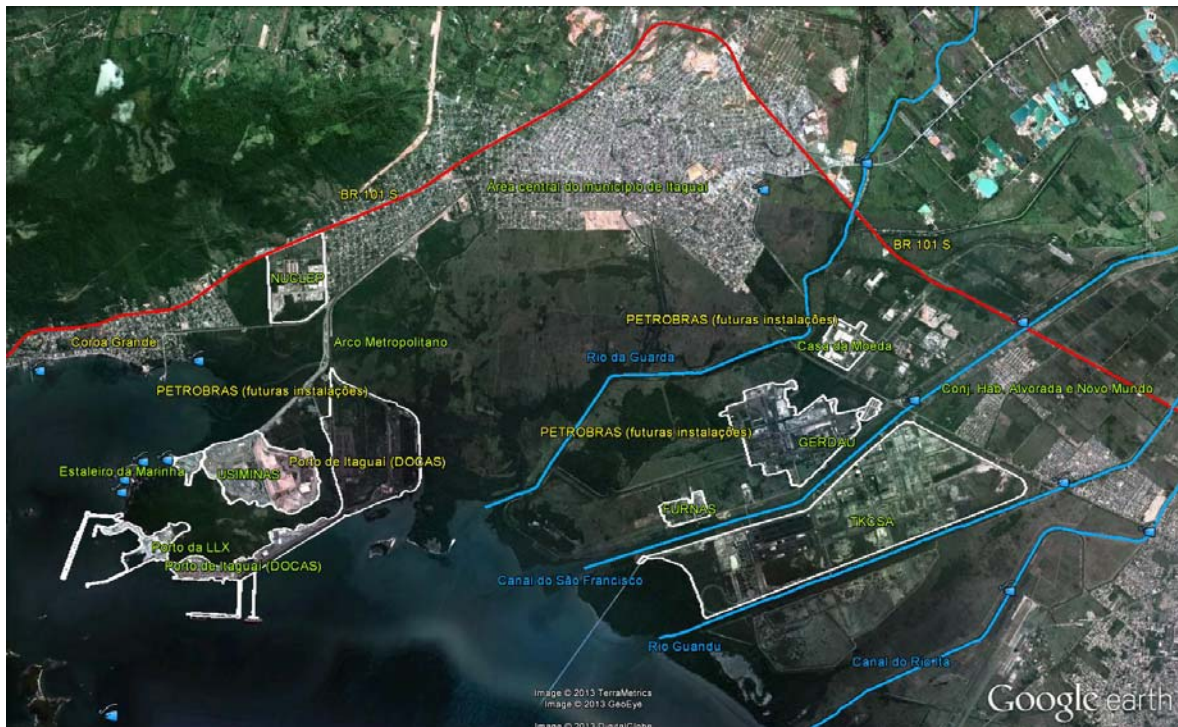 N
BR 101 S
Área central do município de Itaguaí
BR 101 S
NUCLEP
PETROBRAS (futuras instalações)
Coroa Grande
Arco Metropolitano
Casa da Moeda
Rio da Guarda
PETROBRAS (futuras instalações)
Conj. Hab. Alvorada e Novo Mundo
PETROBRAS (futuras instalações)
GERDAU
Estaleiro da Marinha
USIMINAS
Porto de Itaguaí (DOCAS)
FURNAS
TKCSA
Porto da LLX
Porto de Itaguaí (DOCAS)
Canal do São Francisco
Rio Guandu
Canal do
Image © 2013 TerraMetrics
Image © 2013 GeoEye
Image © 2013 DigitalGlobe
Google earth